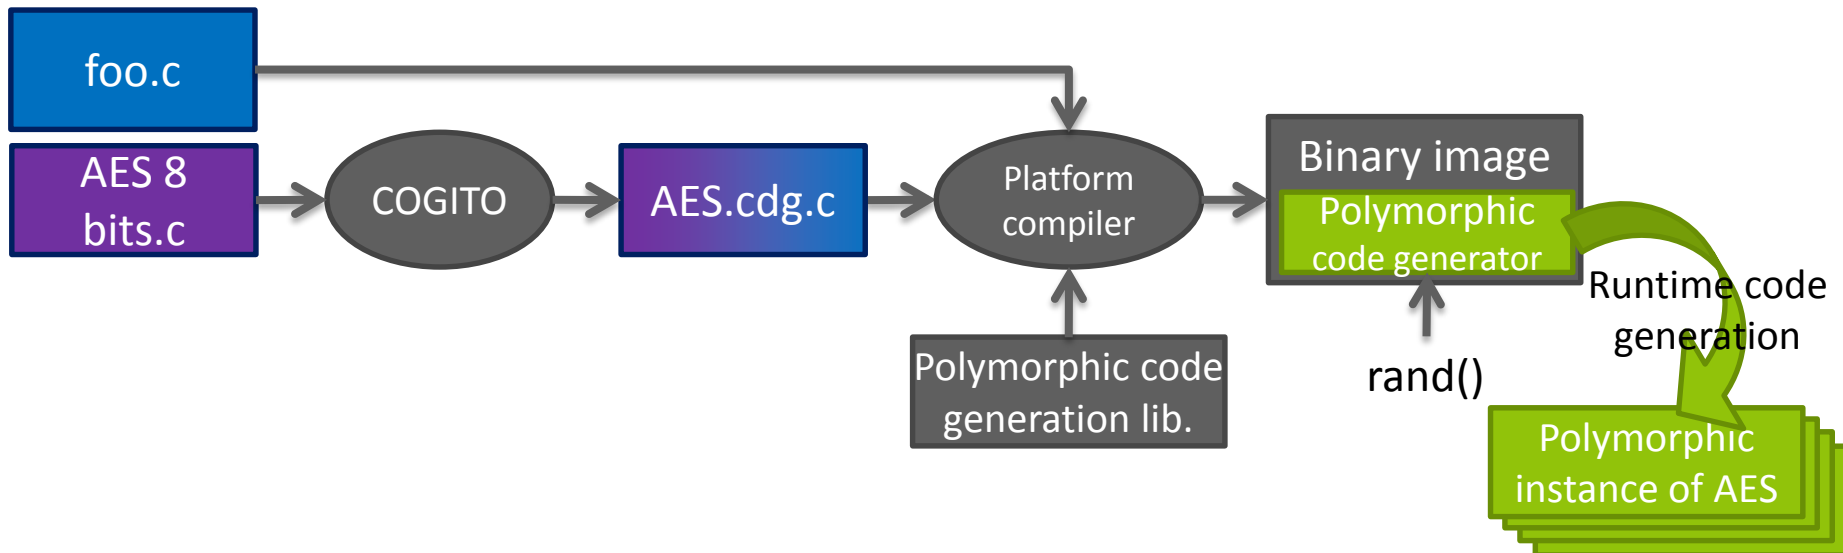 foo.c
AES 8
bits.c
COGITO
AES.cdg.c
Platform
compiler
Polymorphic code
generation lib.
Binary image
Polymorphic
code generator
rand()
Runtime code
generation
Polymorphic
instance of AES